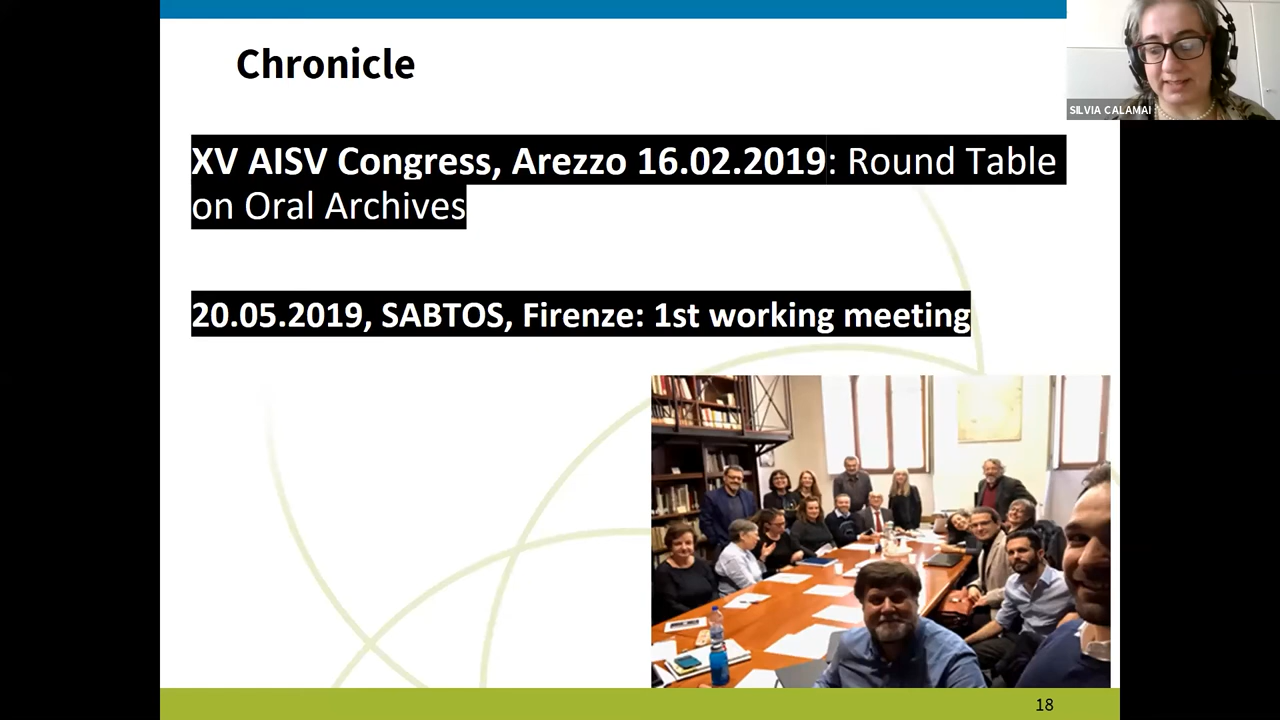 Chronicle
SILVIA CALAMAI
XV AISV Congress, Arezzo 16.02.2019: Round Table
on Oral Archives
20.05.2019, SABTOS, Firenze: 1st working meeting
18